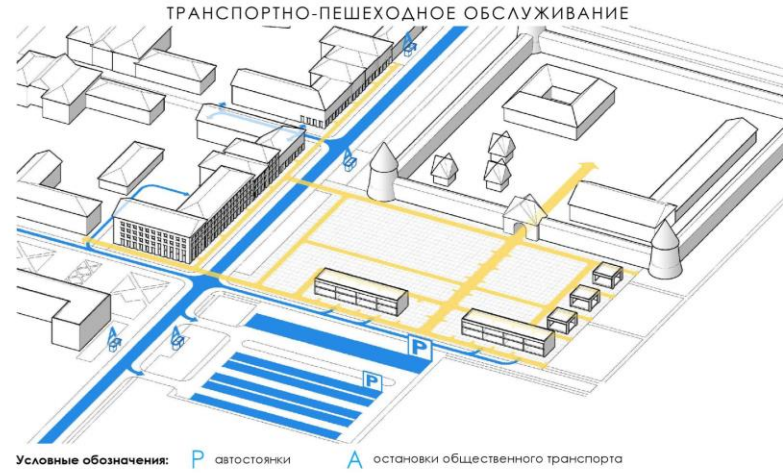 ТРАНСПОРТНО-ПЕШЕХОДНОЕ ОБСЛУЖИВАНИЕ
А
А
А
А
Р
Р
Условные обозначения: Р автостоянки А остановки общественного транспорта